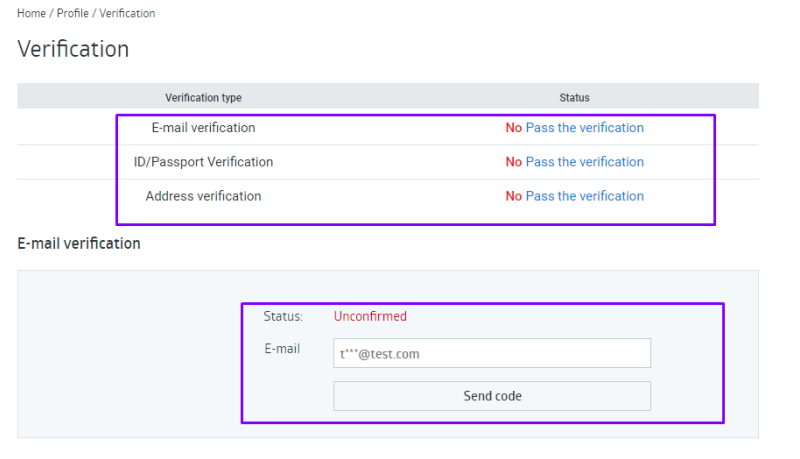 Home / Profile / Verification
Verification
Verification type Status
E-mail verification No Pass the verification
ID/Passport Verification No Pass the verification
Address verification No Pass the verification
E-mail verification
Status: Unconfirmed
E-mail t***@test.com
Send code